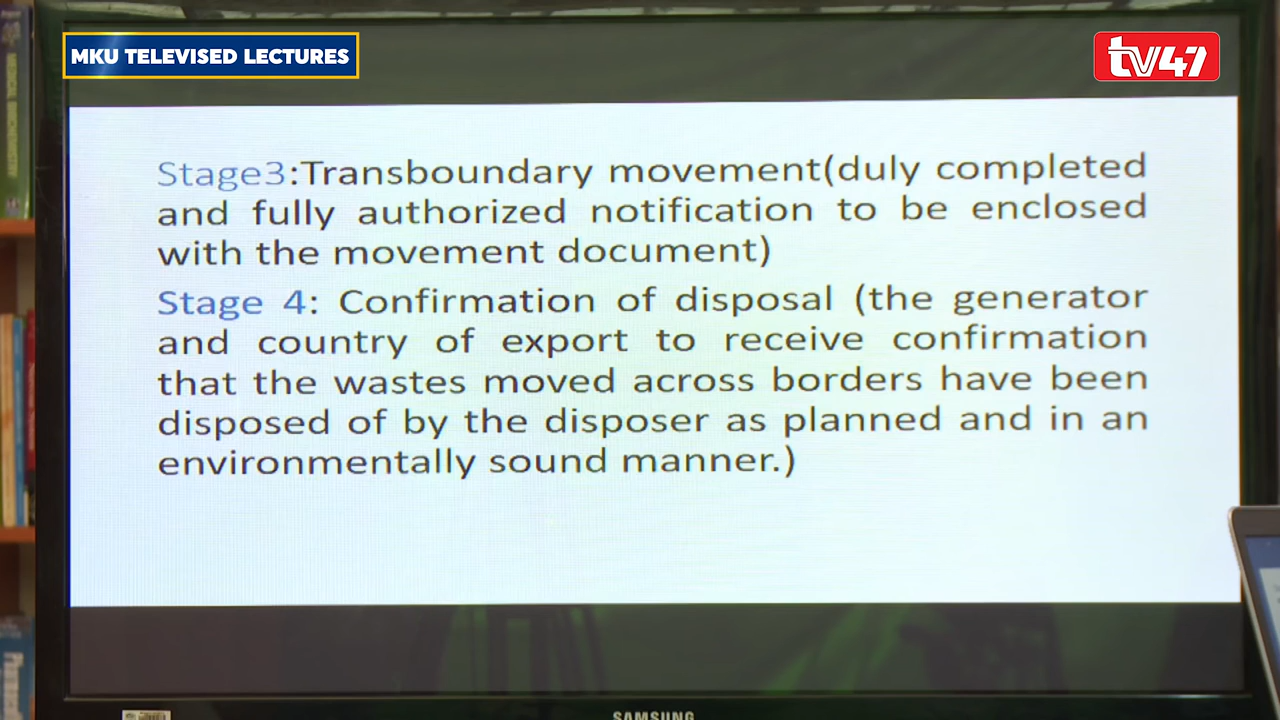 MKU TELEVISED LECTURES
tv47
Stage3:Transboundary movement(duly completed
and fully authorized notification to be enclosed
with the movement document)
Stage 4: Confirmation of disposal (the generator
and country of export to receive confirmation
that the wastes moved across borders have been
disposed of by the disposer as planned and in an
environmentally sound manner.)
SAMSUNG